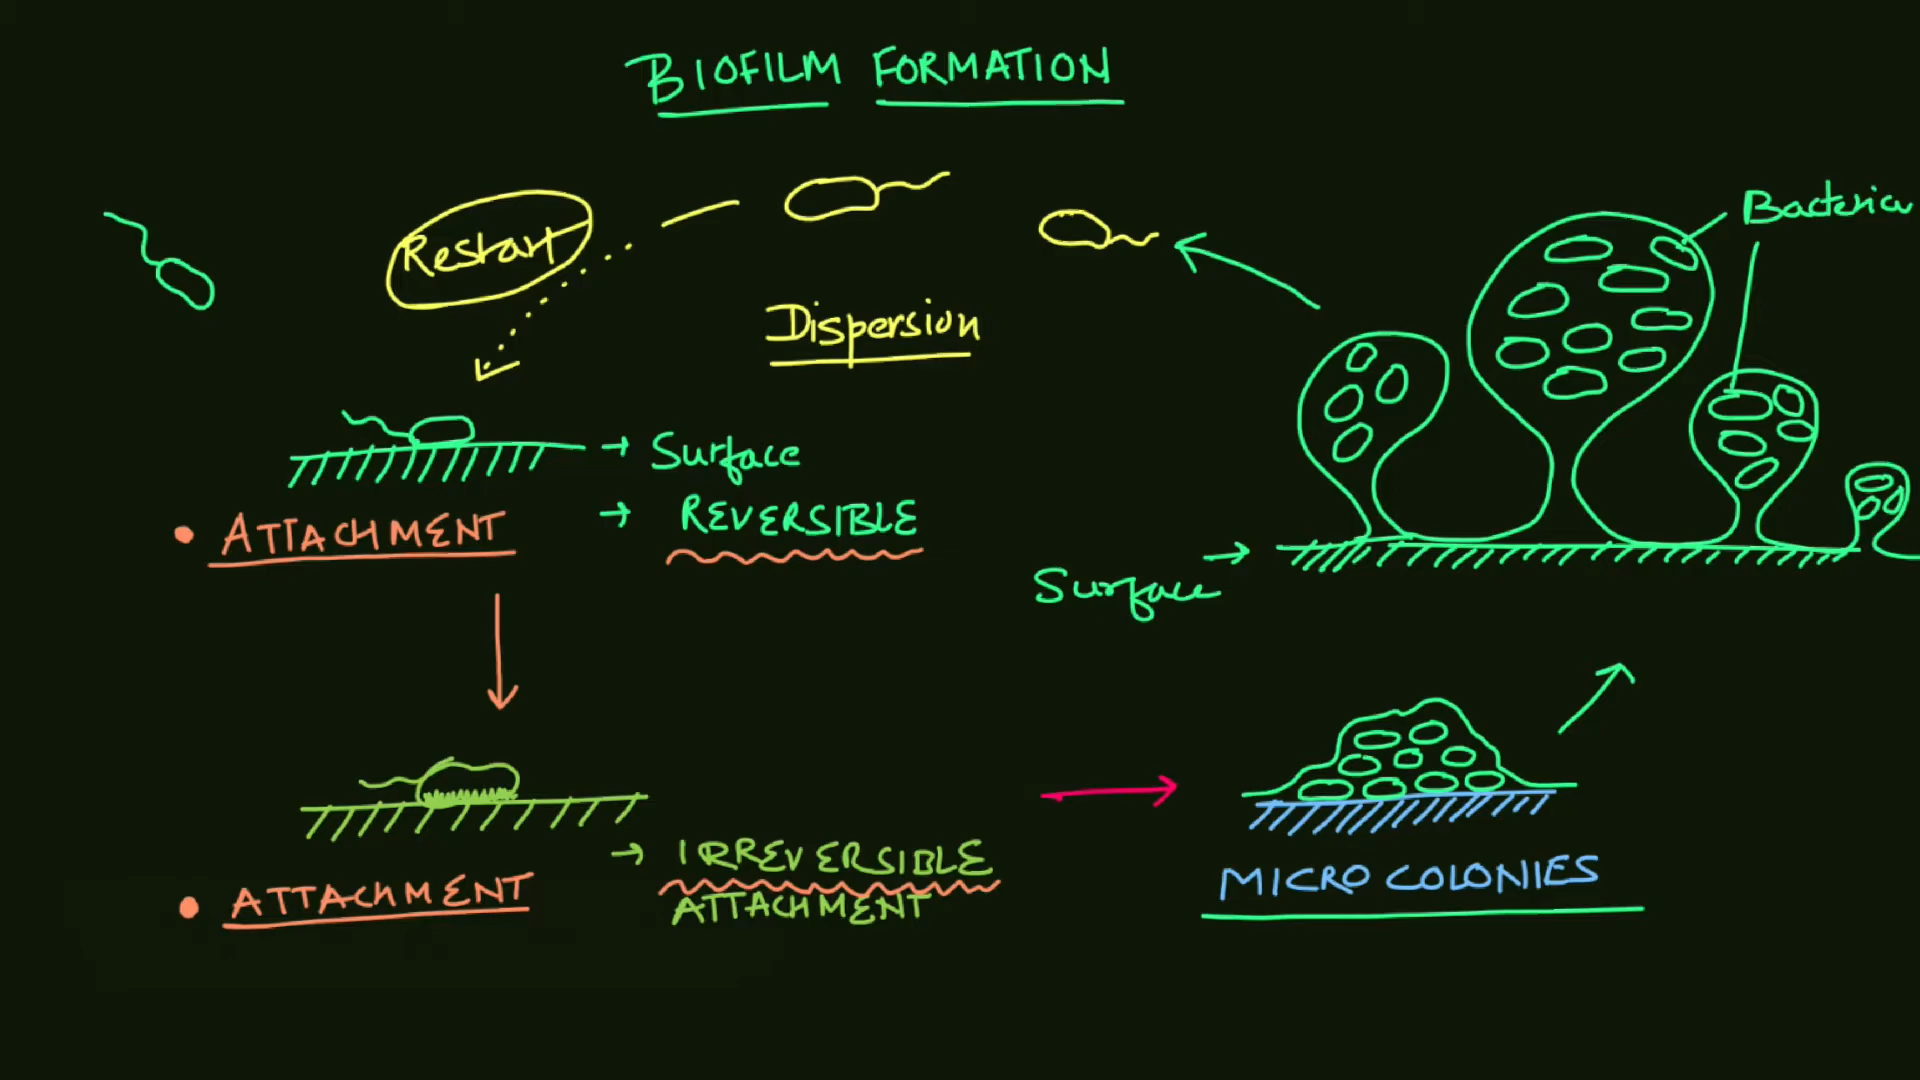 BIOFILM FORMATION
Restart
Bacteria
Dispersion
→ Surface
• ATTACHMENT → REVERSIBLE
Surface →
→ IRREVERSIBLE
• ATTACHMENT ATTACHMENT
MICRO COLONIES